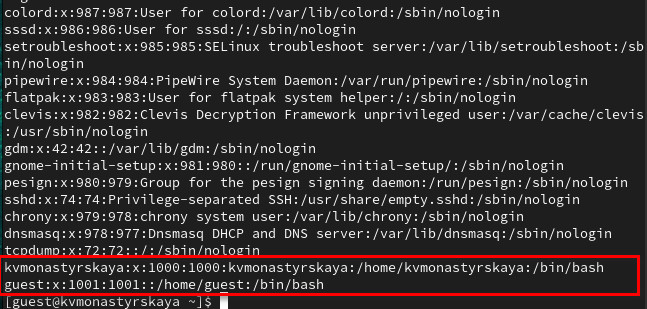 colord:x:987:987:User for colord:/var/lib/colord:/sbin/nologin
sssd:x:986:986:User for sssd:/:/sbin/nologin
setroubleshoot:x:985:985:SELinux troubleshoot server:/var/lib/setroubleshoot:/sb
in/nologin
pipewire:x:984:984:PipeWire System Daemon:/var/run/pipewire:/sbin/nologin
flatpak:x:983:983:User for flatpak system helper:/:/sbin/nologin
clevis:x:982:982:Clevis Decryption Framework unprivileged user:/var/cache/clevis
:/usr/sbin/nologin
gdm:x:42:42::/var/lib/gdm:/sbin/nologin
gnome-initial-setup:x:981:980::/run/gnome-initial-setup/:/sbin/nologin
pesign:x:980:979:Group for the pesign signing daemon:/run/pesign:/sbin/nologin
sshd:x:74:74:Privilege-separated SSH:/usr/share/empty.sshd:/sbin/nologin
chrony:x:979:978:chrony system user:/var/lib/chrony:/sbin/nologin
dnsmasq:x:978:977:Dnsmasq DHCP and DNS server:/var/lib/dnsmasq:/sbin/nologin
tcpdump:x:72:72::/:/sbin/nologin
kvmonastyrskaya:x:1000:1000:kvmonastyrskaya:/home/kvmonastyrskaya:/bin/bash
guest:x:1001:1001::/home/guest:/bin/bash
[guest@kvmonastyrskaya ~]$